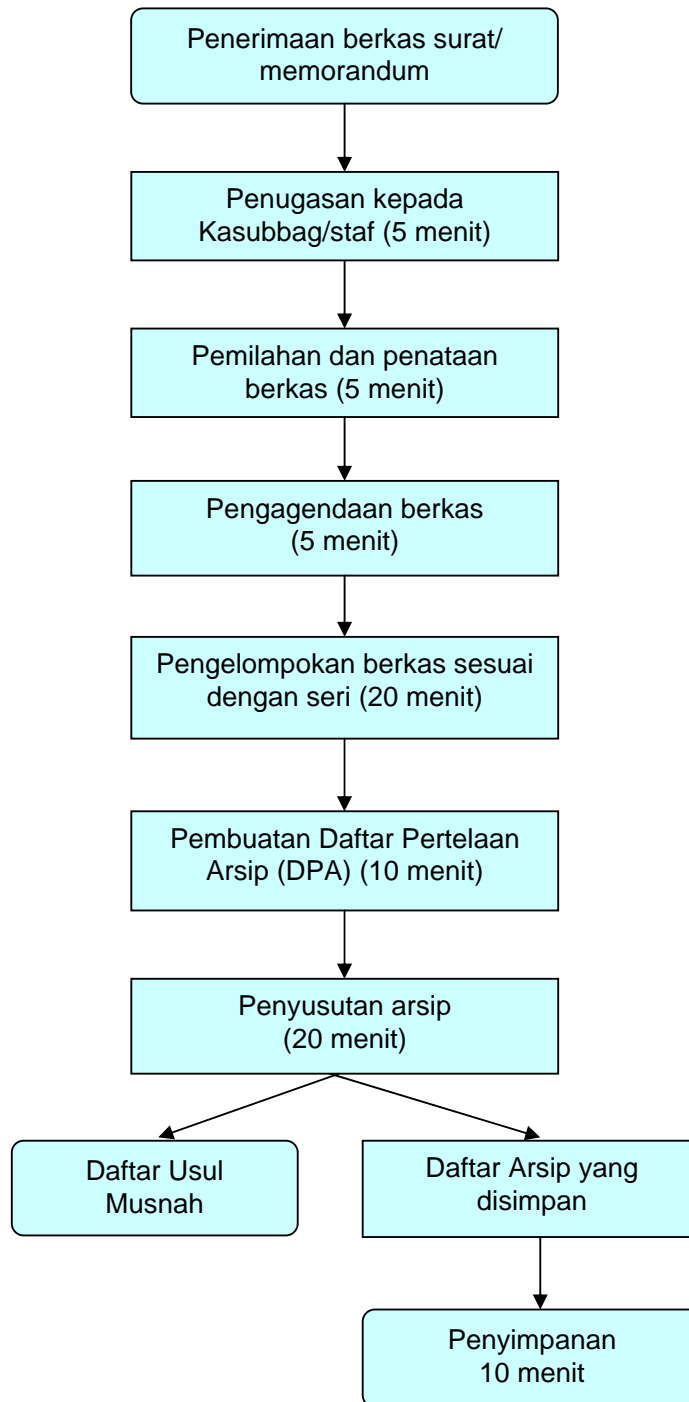 Penerimaan berkas surat/
memorandum
Penugasan kepada
Kasubbag/staf (5 menit)
Pemilahan dan penataan
berkas (5 menit)
Pengagendaan berkas
(5 menit)
Pengelompokan berkas sesuai
dengan seri (20 menit)
Pembuatan Daftar Pertelaan
Arsip (DPA) (10 menit)
Penyusutan arsip
(20 menit)
Daftar Usul
Musnah
Daftar Arsip yang
disimpan
Penyimpanan
10 menit